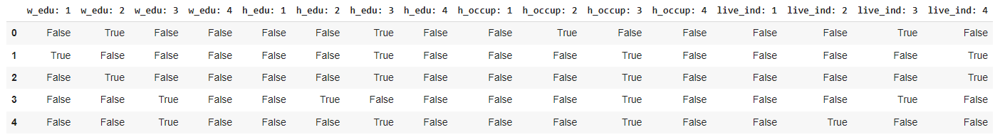 w_edu: 1 w_edu: 2 w_edu: 3 w_edu: 4 h_edu: 1 h_edu: 2 h_edu: 3 h_edu: 4 h_occup: 1 h_occup: 2 h_occup: 3 h_occup: 4 live_ind: 1 live_ind: 2 live_ind: 3 live_ind: 4
0 False True False False False False True False False True False False False False True False
1 True False False False False False True False False False True False False False False True
2 False True False False False False True False False False True False False False False True
3 False False True False False True False False False False True False False False True False
4 False False True False False False True False False False True False False True False False